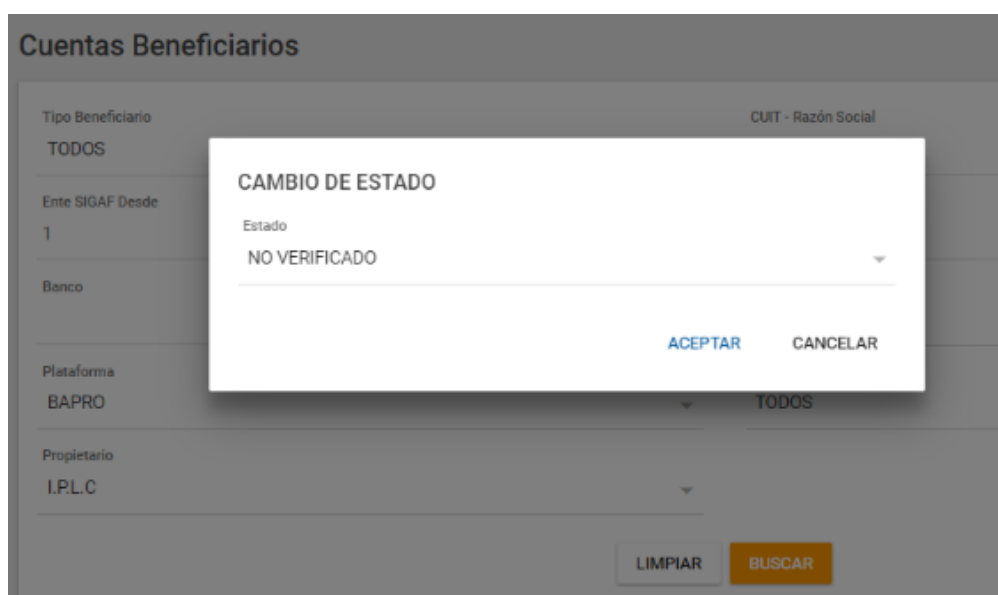 Cuentas Beneficiarios
Tipo Beneficiario
CUIT - Razón Social
TODOS
CAMBIO DE ESTADO
Ente SIGAF Desde
Estado
1
NO VERIFICADO
Banco
ACEPTAR
CANCELAR
Plataforma
BAPRO
TODOS
Propietario
I.P.L.C
LIMPIAR
BUSCAR